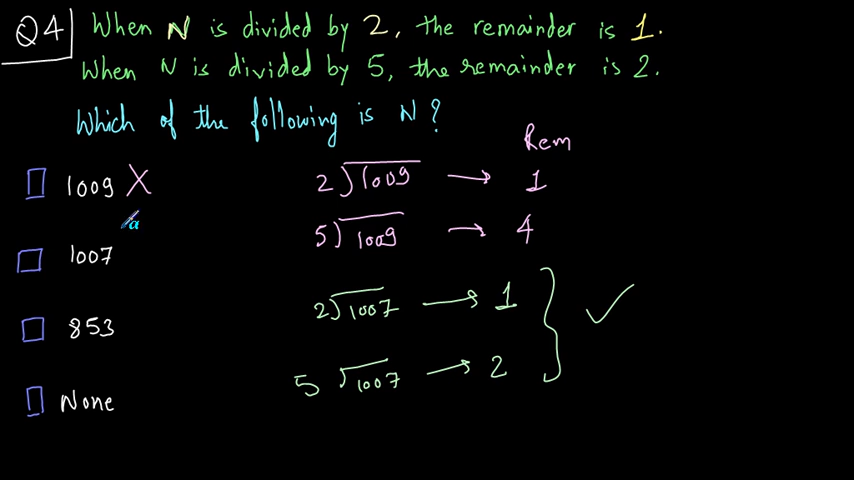 Q4 When N is divided by 2, the remainder is 1.
When N is divided by 5, the remainder is 2.
Which of the following is N?
Rem
1009 X 2)1009 → 1
5)1009 → 4
1007
2)1007 → 1
853
5 1007 → 2
None